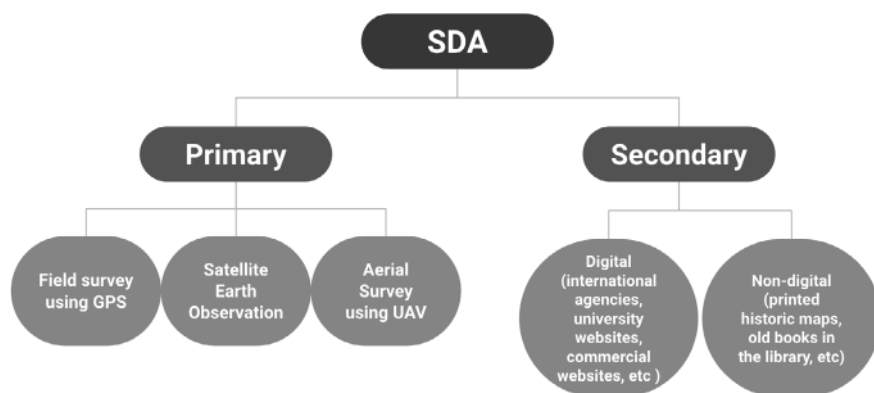 SDA
Primary
Secondary
Field survey
using GPS
Satellite
Earth
Observation
Aerial
Survey
using UAV
Digital
(international
agencies,
university
websites,
commercial
websites, etc )
Non-digital
(printed
historic maps,
old books in
the library, etc)